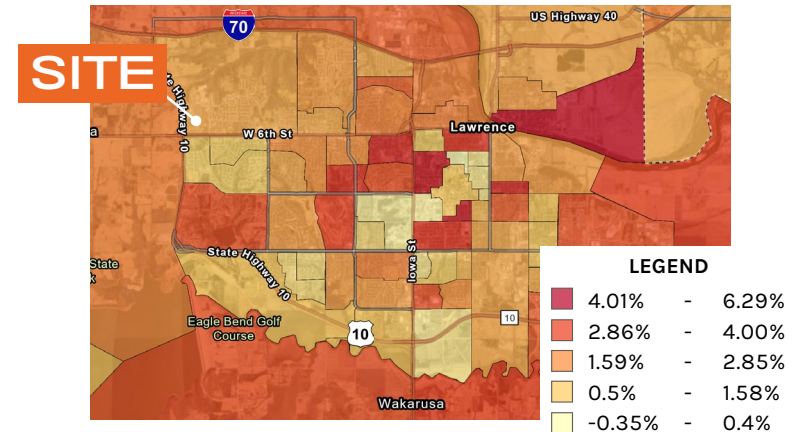 INTERSTATE
70
US Highway 40
SITE
te Highway 10
a
W 6th St
Lawrence
State
k
State Highway 10
Iowa St
Eagle Bend Golf
Course
10
10
Wakarusa
LEGEND
4.01% - 6.29%
2.86% - 4.00%
1.59% - 2.85%
0.5% - 1.58%
-0.35% - 0.4%